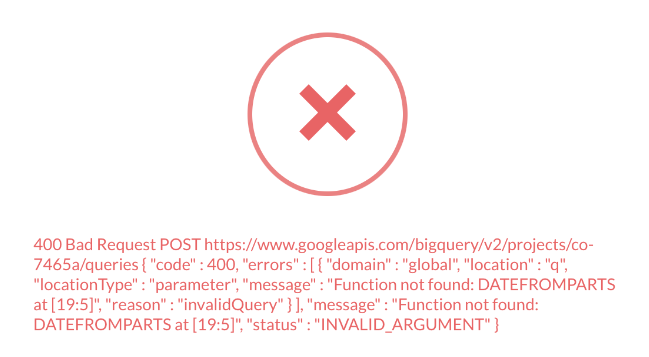 400 Bad Request POST https://www.googleapis.com/bigquery/v2/projects/co-
7465a/queries { "code" : 400, "errors" : [ { "domain" : "global", "location" : "q",
"locationType" : "parameter", "message" : "Function not found: DATEFROMPARTS
at [19:5]", "reason" : "invalidQuery" } ], "message" : "Function not found:
DATEFROMPARTS at [19:5]", "status" : "INVALID_ARGUMENT" }